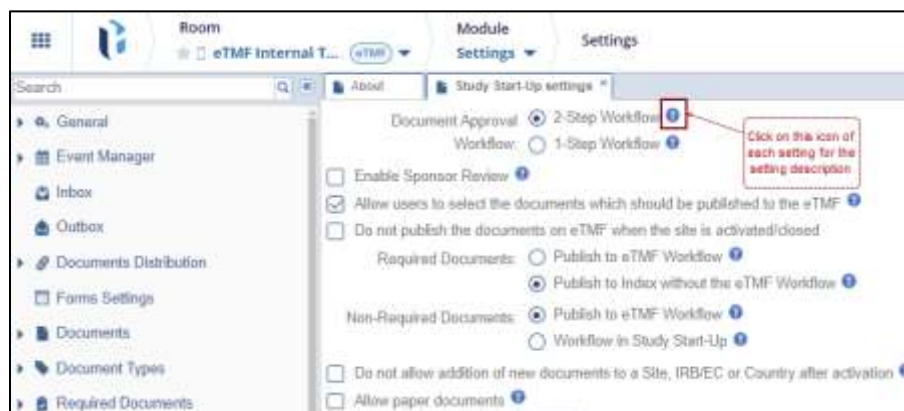 Room
eTMF Internal T... eTMF
Module
Settings
Settings
Search
General
Event Manager
Inbox
Outbox
Documents Distribution
Forms Settings
Documents
Document Types
Required Documents
About
Study Start-Up settings
Document Approval 2-Step Workflow
Workflow: 1-Step Workflow
Click on this icon of
each setting for the
setting description
Enable Sponsor Review
Allow users to select the documents which should be published to the eTMF
Do not publish the documents on eTMF when the site is activated/closed
Required Documents: Publish to eTMF Workflow
Publish to Index without the eTMF Workflow
Non-Required Documents: Publish to eTMF Workflow
Workflow in Study Start-Up
Do not allow addition of new documents to a Site, IRB/EC or Country after activation
Allow paper documents